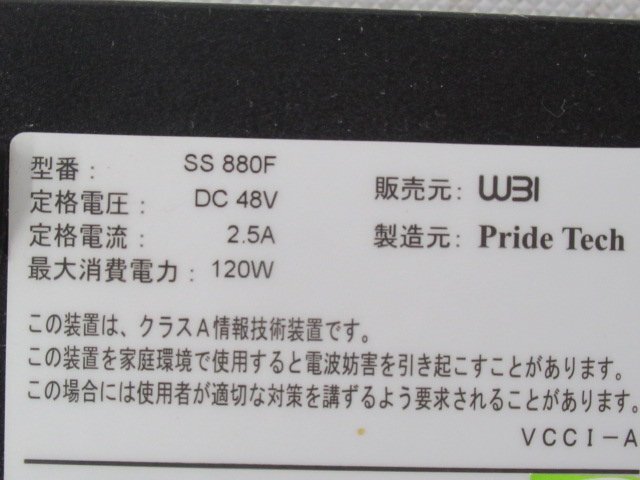 型番： SS 880F
定格電圧： DC 48V
定格電流： 2.5A
最大消費電力： 120W
販売元： W3I
製造元： Pride Tech
この装置は、クラスA情報技術装置です。
この装置を家庭環境で使用すると電波妨害を引き起こすことがあります。
この場合には使用者が適切な対策を講ずるよう要求されることがあります。
VCCI-A